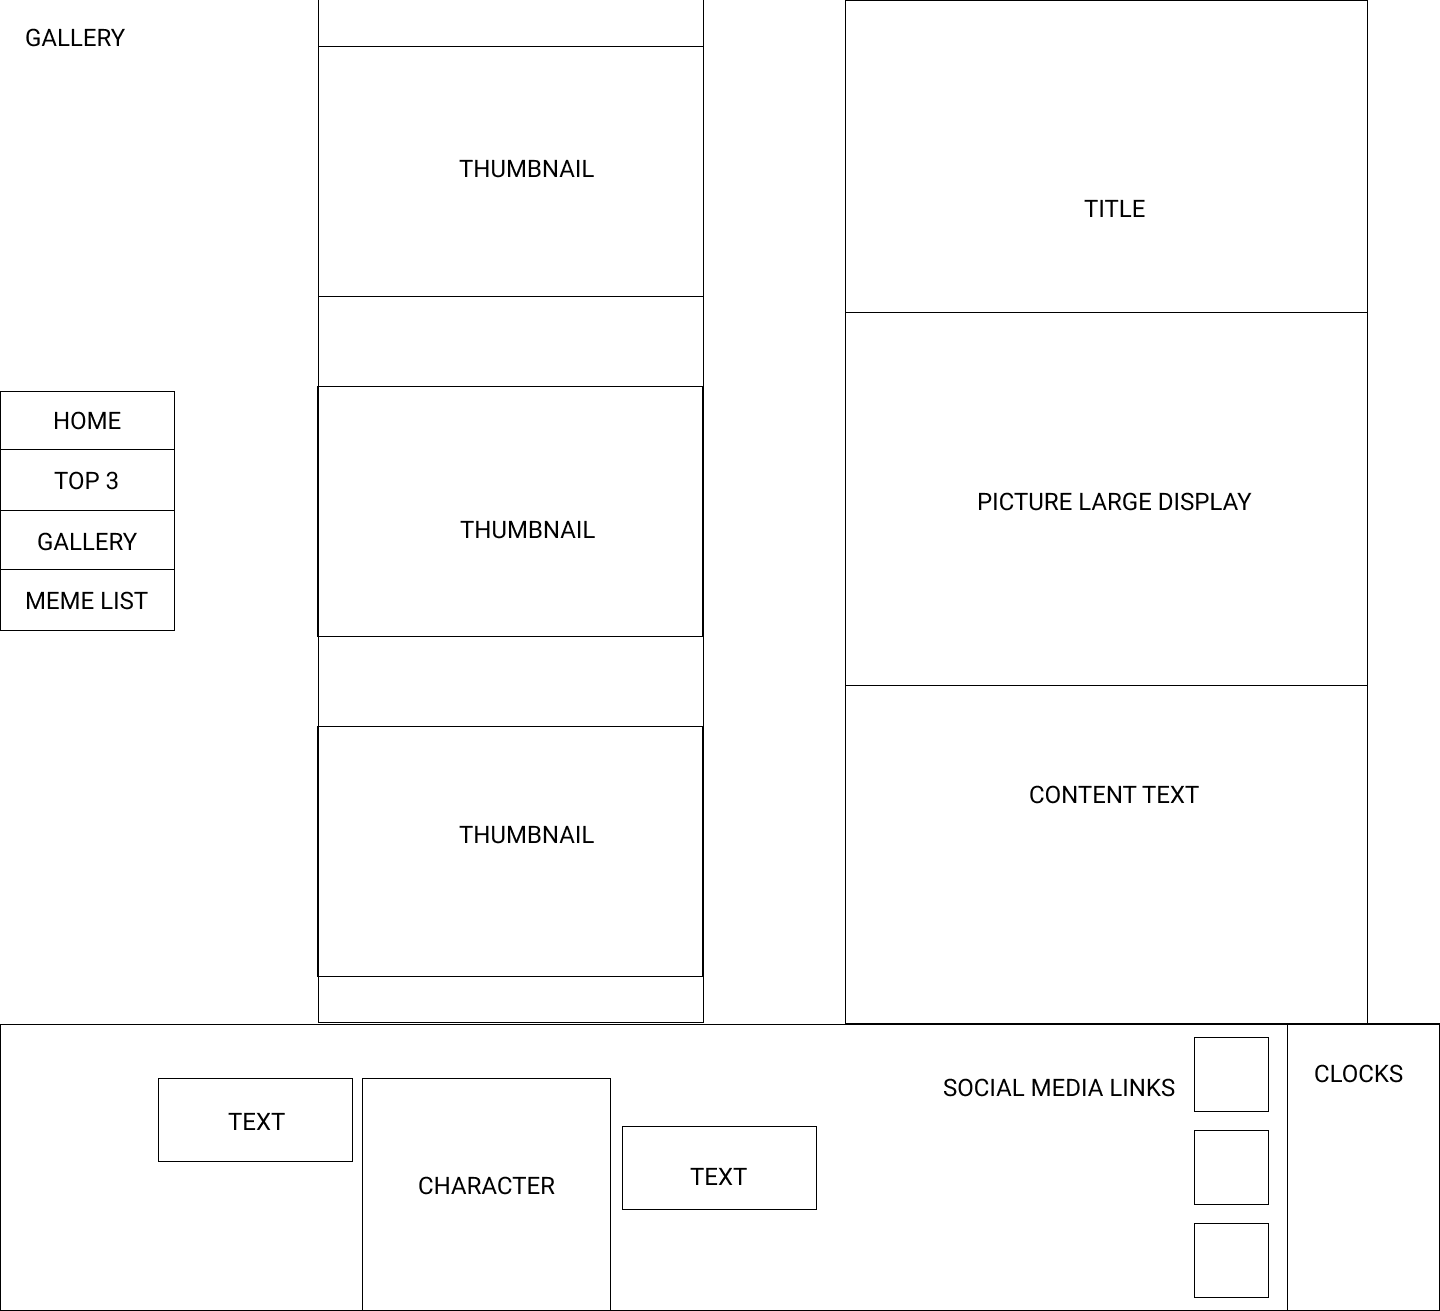 GALLERY
HOME
TOP 3
GALLERY
MEME LIST
THUMBNAIL
THUMBNAIL
THUMBNAIL
TITLE
PICTURE LARGE DISPLAY
CONTENT TEXT
TEXT
CHARACTER
TEXT
SOCIAL MEDIA LINKS
CLOCKS